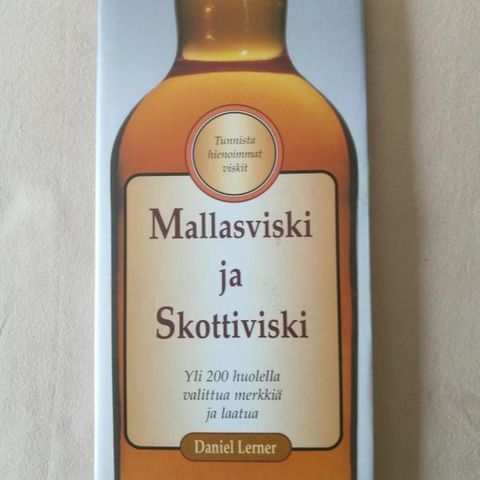 Tunnista
hienoimmat
viskit
Mallasviski
ja
Skottiviski
Yli 200 huolella
valittua merkkiä
ja laatua
Daniel Lerner